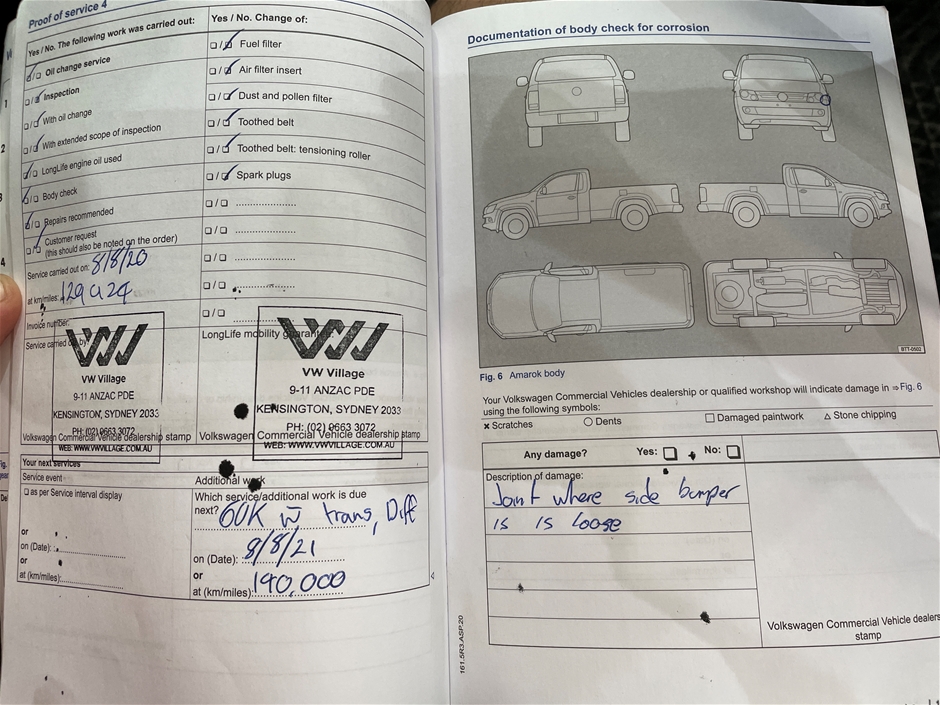 Proof of service 4
Yes / No. The following work was carried out:
☑/☐ Oil change service
☐/☑ Inspection
☐/☑ With oil change
☐/☑ With extended scope of inspection
☑/☐ LongLife engine oil used
☑/☐ Body check
☑/☐ Repairs recommended
☐/☑ Customer request
(this should also be noted on the order)
Service carried out on: 8/8/20
at km/miles: 129424
Invoice number:
Service carried out by:
VW Village
9-11 ANZAC PDE
KENSINGTON, SYDNEY 2033
PH: (02) 9663 3072
Volkswagen Commercial Vehicle dealership stamp
WEB: WWW.VWVILLAGE.COM.AU
Yes / No. Change of:
☐/☑ Fuel filter
☐/☑ Air filter insert
☐/☑ Dust and pollen filter
☐/☑ Toothed belt
☐/☑ Toothed belt: tensioning roller
☐/☑ Spark plugs
☐/☐ ....................
☐/☐ ....................
☐/☐ ....................
☐/☐ ....................
☐/☐ ....................
LongLife mobility guarantee:
VW Village
9-11 ANZAC PDE
KENSINGTON, SYDNEY 2033
PH: (02) 9663 3072
Volkswagen Commercial Vehicle dealership stamp
WEB: WWW.VWVILLAGE.COM.AU
Your next services
Service event
☐ as per Service interval display
or
on (Date):
or
at (km/miles):
Additional work
Which service/additional work is due
next? 60K w̄ trans, Diff
on (Date): 8/8/21
or
at (km/miles): 190,000
Documentation of body check for corrosion
BTT-0502
Fig. 6 Amarok body
Your Volkswagen Commercial Vehicles dealership or qualified workshop will indicate damage in ⇒ Fig. 6
using the following symbols:
✕ Scratches ○ Dents ☐ Damaged paintwork △ Stone chipping
Any damage? Yes: ☐ No: ☐
Description of damage:
Joint where side bumper
is is loose
Volkswagen Commercial Vehicle dealers
stamp
161.5R3.ASP.20